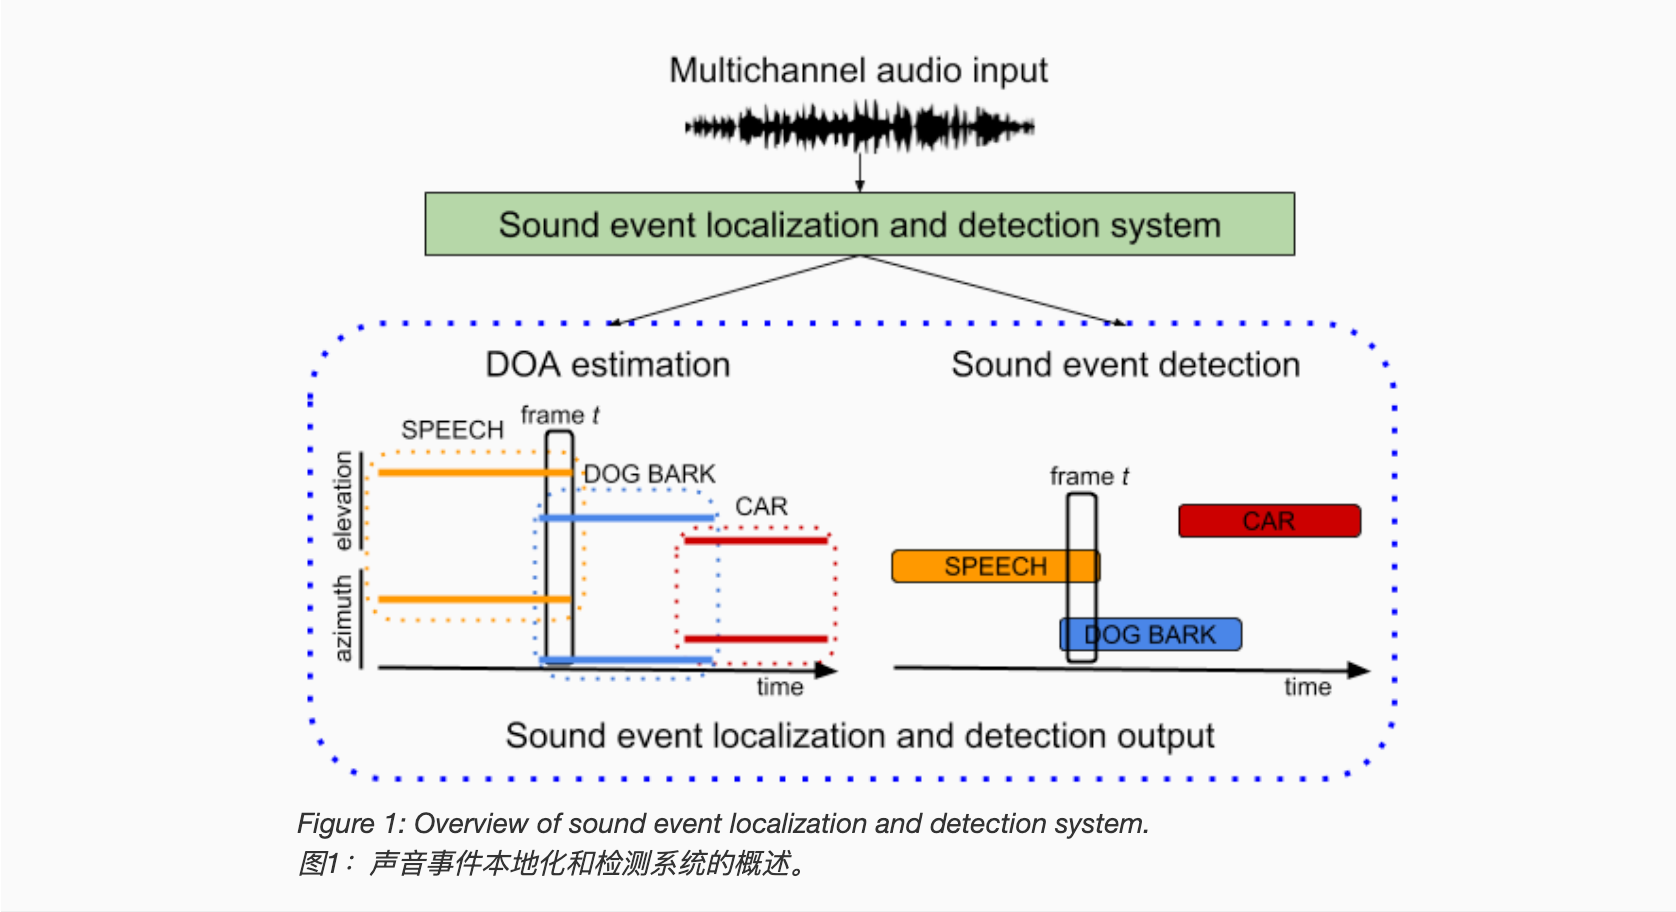 Multichannel audio input
Sound event localization and detection system
DOA estimation
Sound event detection
frame t
SPEECH
elevation
DOG BARK
CAR
azimuth
time
frame t
CAR
SPEECH
DOG BARK
time
Sound event localization and detection output
Figure 1: Overview of sound event localization and detection system.
图1：声音事件本地化和检测系统的概述。